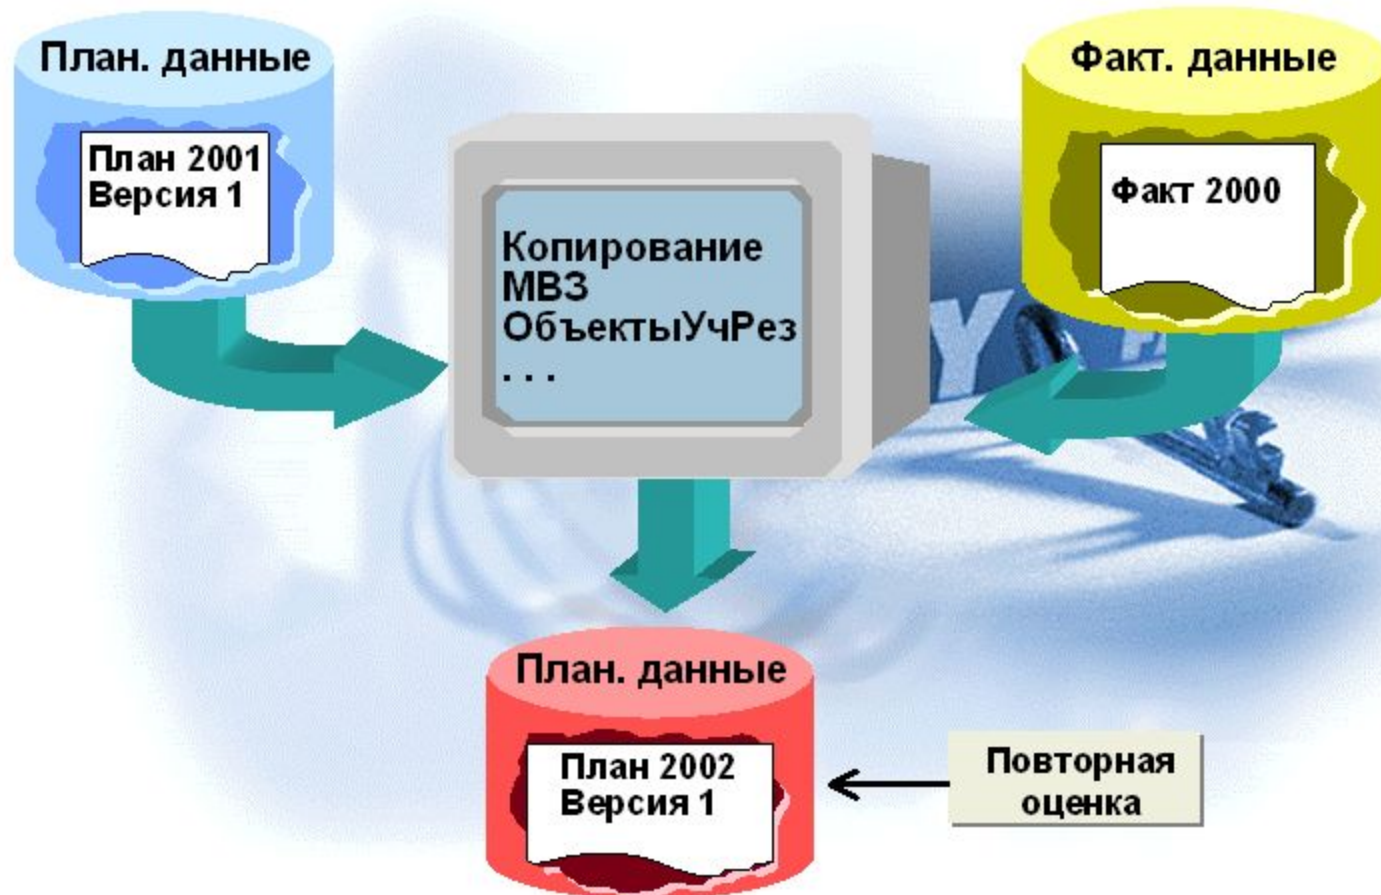 План. данные
План 2001
Версия 1
Факт. данные
Факт 2000
Копирование
МВЗ
ОбъектыУчРез
. . .
План. данные
План 2002
Версия 1
Повторная
оценка